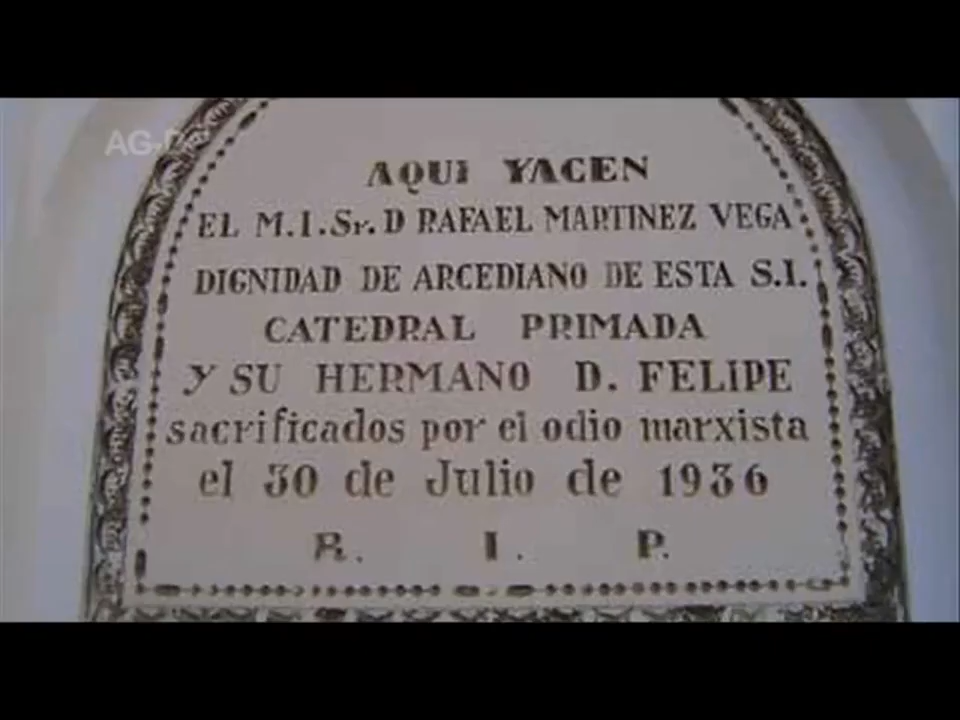 AQUI YACEN
EL M.I.Sr.D RAFAEL MARTINEZ VEGA
DIGNIDAD DE ARCEDIANO DE ESTA S.I.
CATEDRAL PRIMADA
Y SU HERMANO D. FELIPE
sacrificados por el odio marxista
el 30 de Julio de 1936
R. I. P.